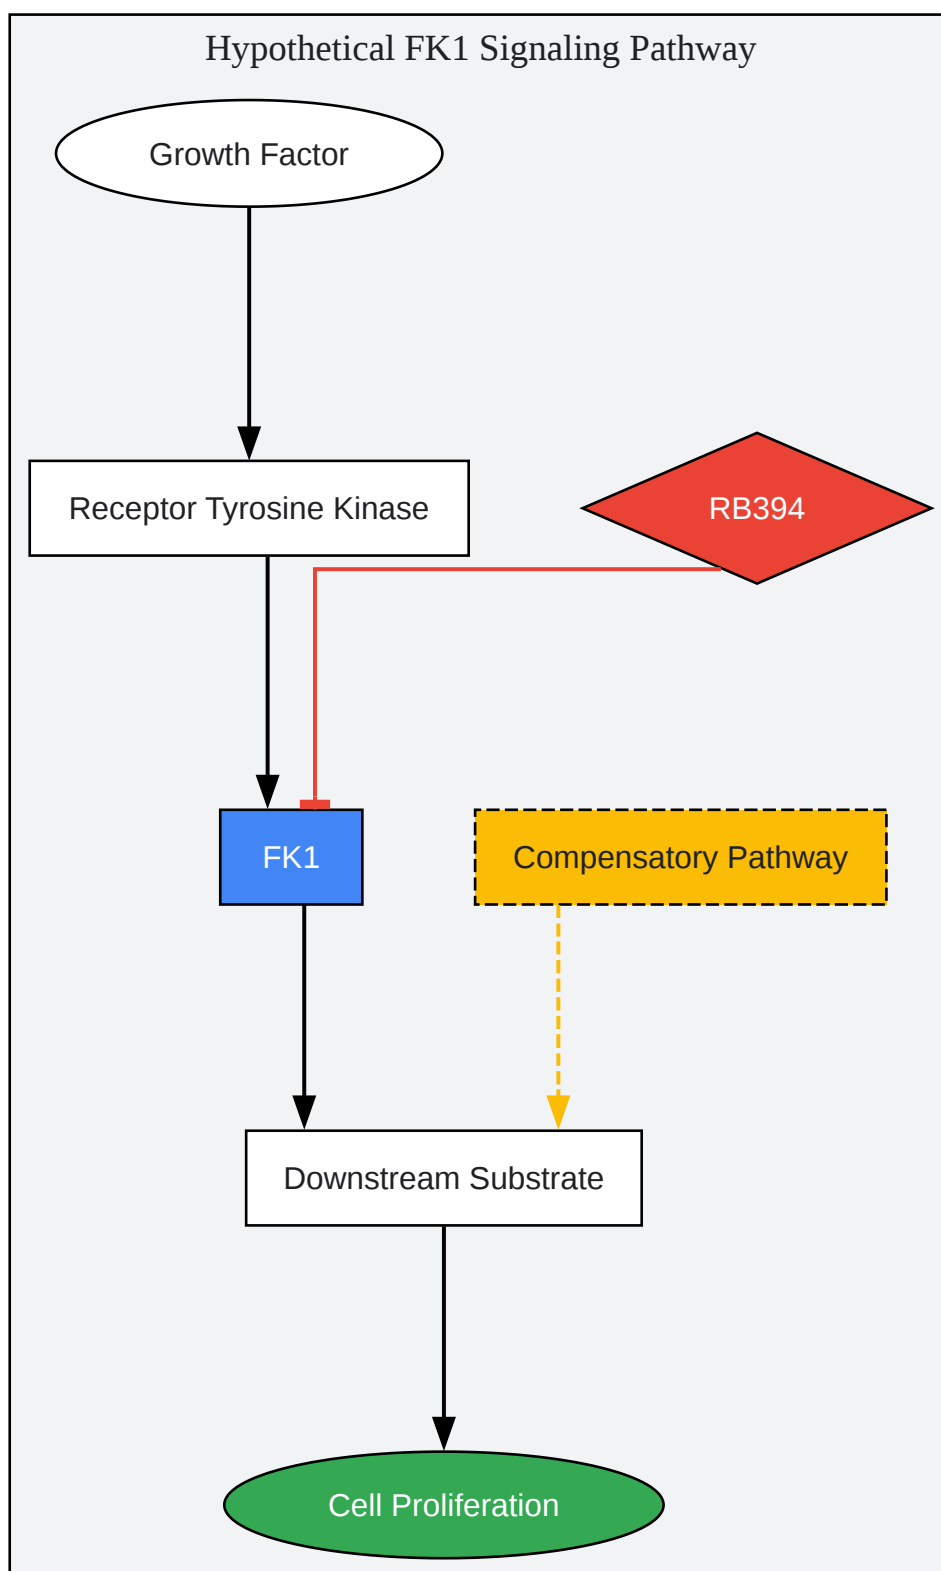 Hypothetical FK1 Signaling Pathway
Growth Factor
Receptor Tyrosine Kinase
RB394
FK1
Compensatory Pathway
Downstream Substrate
Cell Proliferation